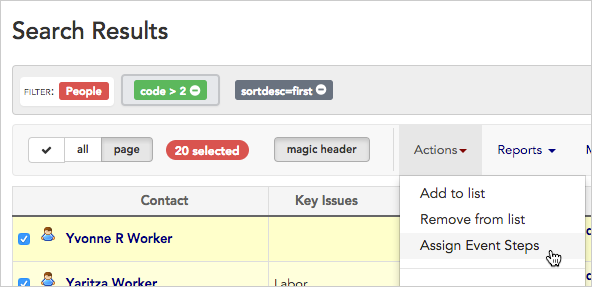 Search Results
FILTER: People code > 2 sortdesc=first
all page 20 selected magic header Actions Reports
Contact Key Issues Add to list
Remove from list
Yvonne R Worker Assign Event Steps
Yaritza Worker Labor